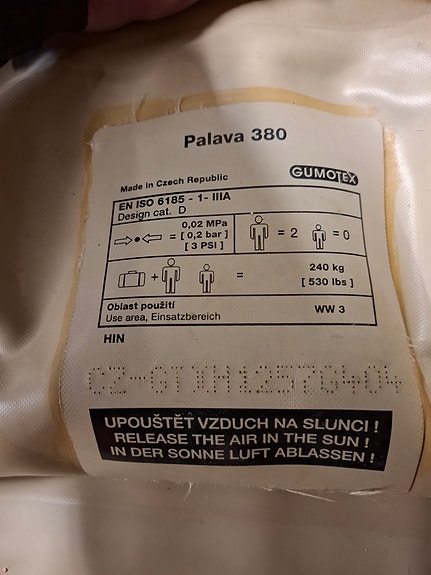 Palava 380
Made in Czech Republic
GUMOTEX
EN ISO 6185 - 1- IIIA
Design cat. D
= 0,02 MPa
[ 0,2 bar ]
[ 3 PSI ]
= 2
= 0
+
=
240 kg
[ 530 lbs ]
Oblast použití
Use area, Einsatzbereich
WW 3
HIN
UPOUŠTĚT VZDUCH NA SLUNCI !
RELEASE THE AIR IN THE SUN !
IN DER SONNE LUFT ABLASSEN !